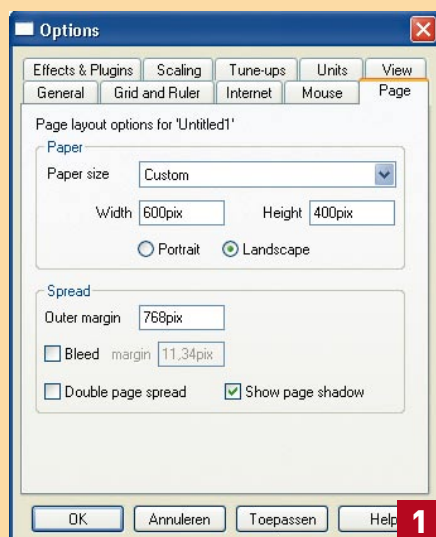 Options
Effects & Plugins Scaling Tune-ups Units View
General Grid and Ruler Internet Mouse Page
Page layout options for 'Untitled1'
Paper
Paper size Custom
Width 600pix Height 400pix
Portrait Landscape
Spread
Outer margin 768pix
Bleed margin 11,34pix
Double page spread Show page shadow
OK Annuleren Toepassen Help
1